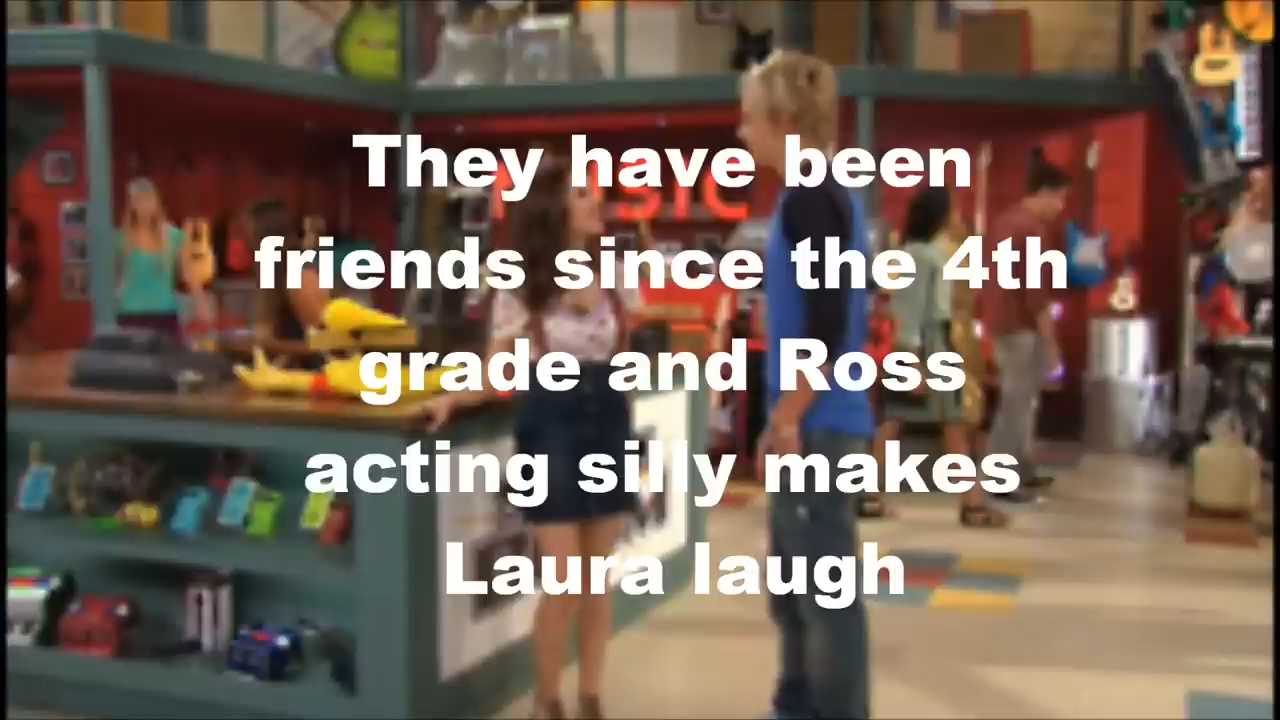 They have been
friends since the 4th
grade and Ross
acting silly makes
Laura laugh